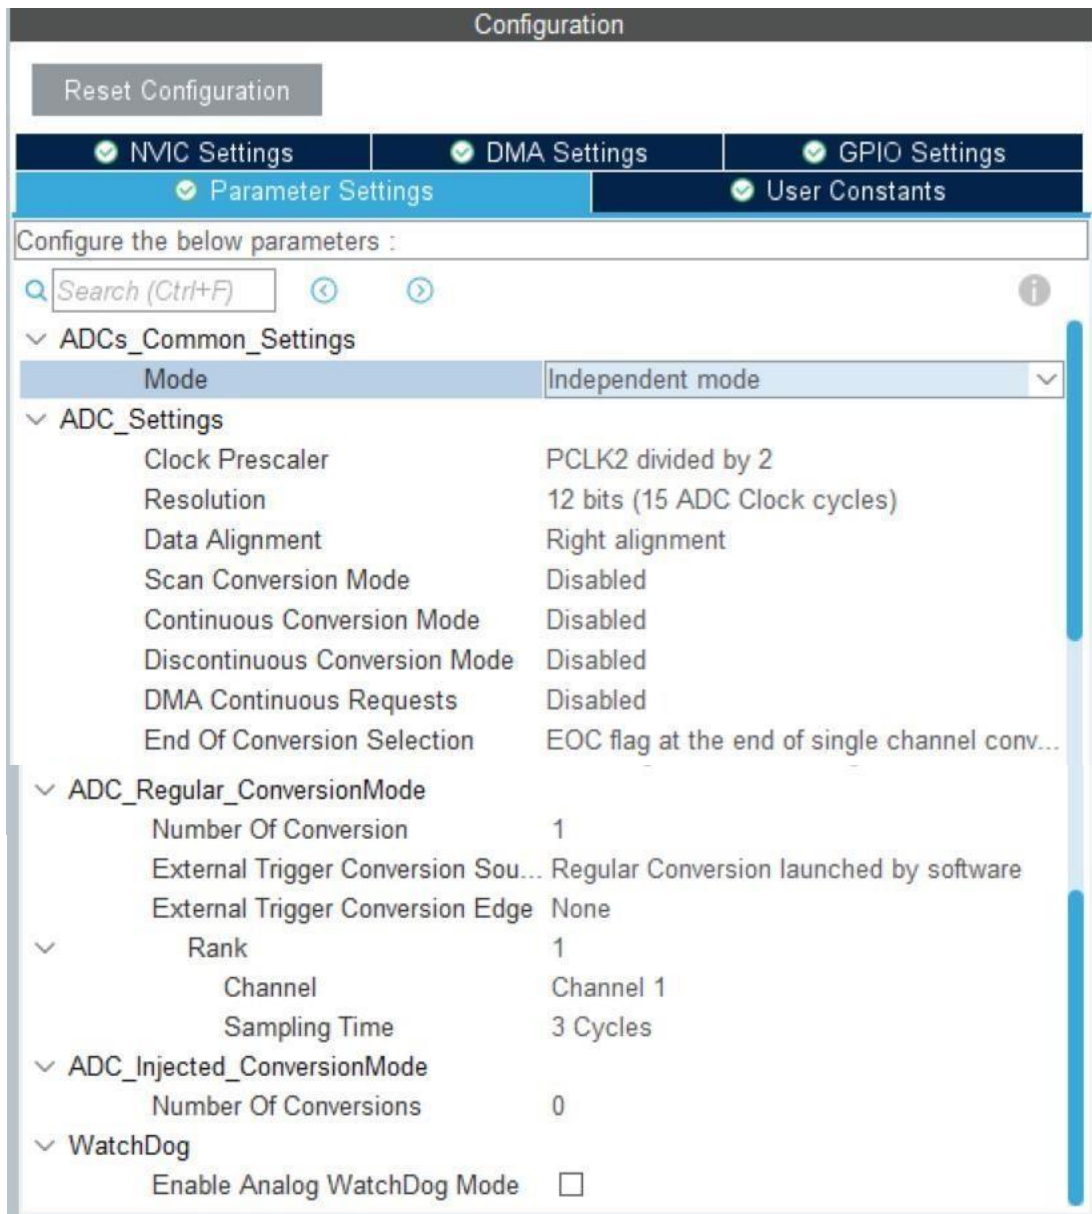 Configuration
Reset Configuration
NVIC Settings DMA Settings GPIO Settings
Parameter Settings User Constants
Configure the below parameters :
Search (Ctrl+F)
ADCs_Common_Settings
Mode Independent mode
ADC_Settings
Clock Prescaler PCLK2 divided by 2
Resolution 12 bits (15 ADC Clock cycles)
Data Alignment Right alignment
Scan Conversion Mode Disabled
Continuous Conversion Mode Disabled
Discontinuous Conversion Mode Disabled
DMA Continuous Requests Disabled
End Of Conversion Selection EOC flag at the end of single channel conv...
ADC_Regular_ConversionMode
Number Of Conversion 1
External Trigger Conversion Sou... Regular Conversion launched by software
External Trigger Conversion Edge None
Rank 1
Channel Channel 1
Sampling Time 3 Cycles
ADC_Injected_ConversionMode
Number Of Conversions 0
WatchDog
Enable Analog WatchDog Mode